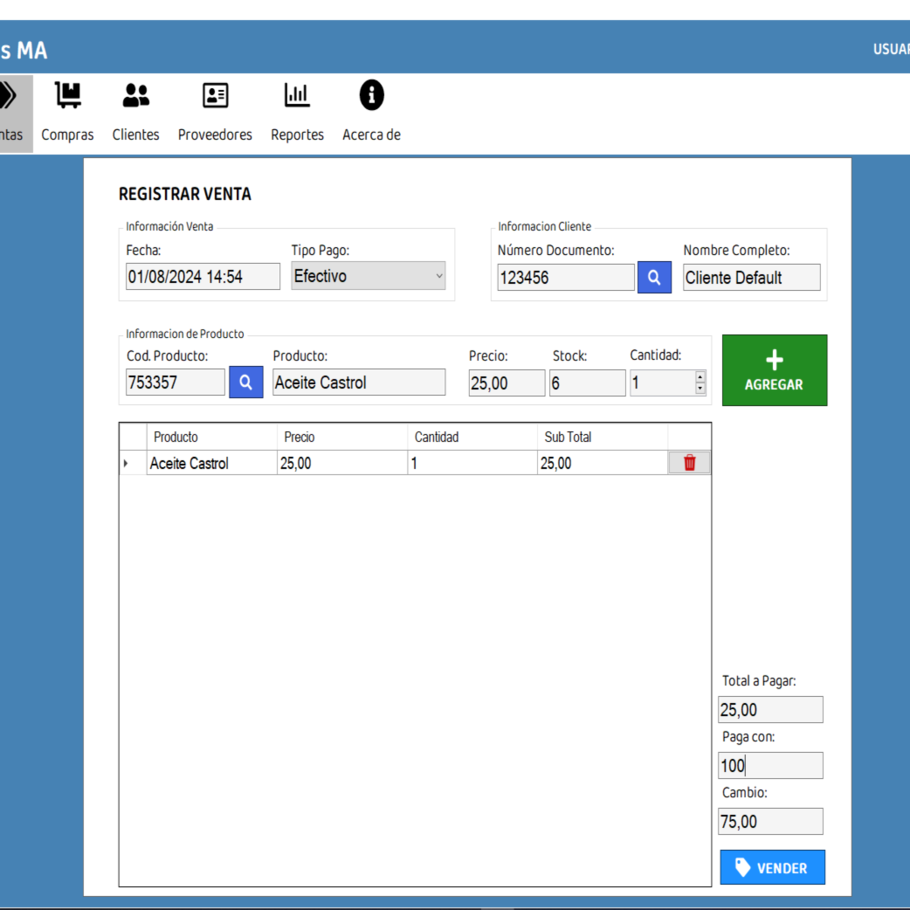 s MA
USUAR
ntas Compras Clientes Proveedores Reportes Acerca de
REGISTRAR VENTA
Información Venta
Fecha: Tipo Pago:
01/08/2024 14:54 Efectivo
Informacion Cliente
Número Documento: Nombre Completo:
123456 Cliente Default
Informacion de Producto
Cod. Producto: Producto: Precio: Stock: Cantidad:
753357 Aceite Castrol 25,00 6 1
AGREGAR
Producto Precio Cantidad Sub Total
Aceite Castrol 25,00 1 25,00
Total a Pagar:
25,00
Paga con:
100
Cambio:
75,00
VENDER